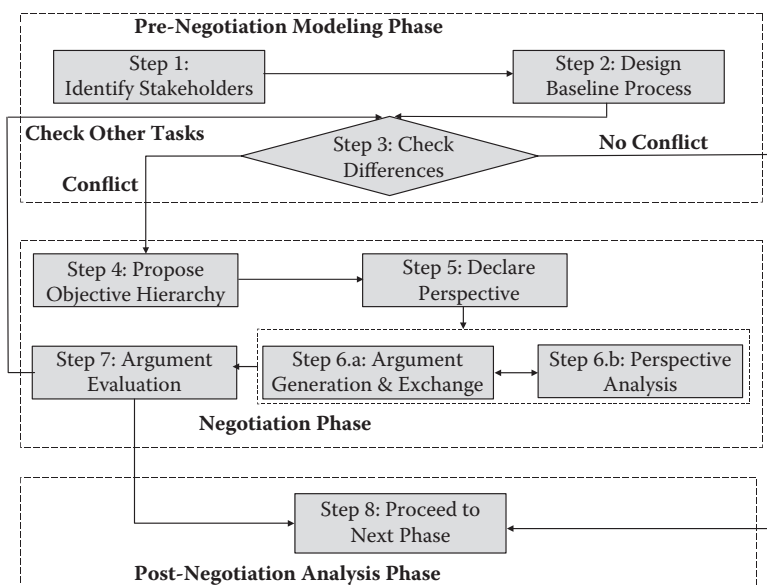 Pre-Negotiation Modeling Phase
Step 1:
Identify Stakeholders
Step 2: Design
Baseline Process
Check Other Tasks
Step 3: Check
Differences
No Conflict
Conflict
Step 4: Propose
Objective Hierarchy
Step 5: Declare
Perspective
Step 7: Argument
Evaluation
Step 6.a: Argument
Generation & Exchange
Step 6.b: Perspective
Analysis
Negotiation Phase
Step 8: Proceed to
Next Phase
Post-Negotiation Analysis Phase